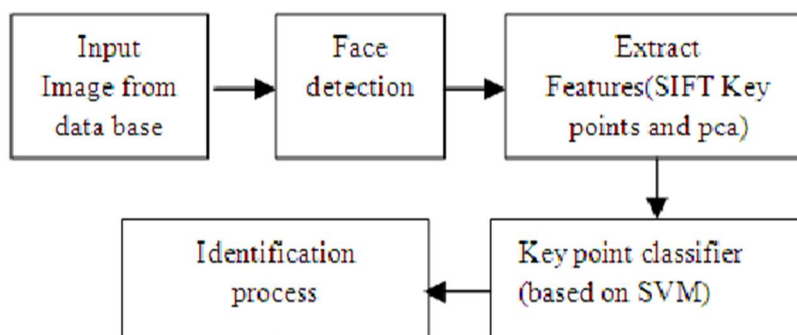 Input
Image from
data base
Face
detection
Extract
Features(SIFT Key
points and pca)
Key point classifier
(based on SVM)
Identification
process